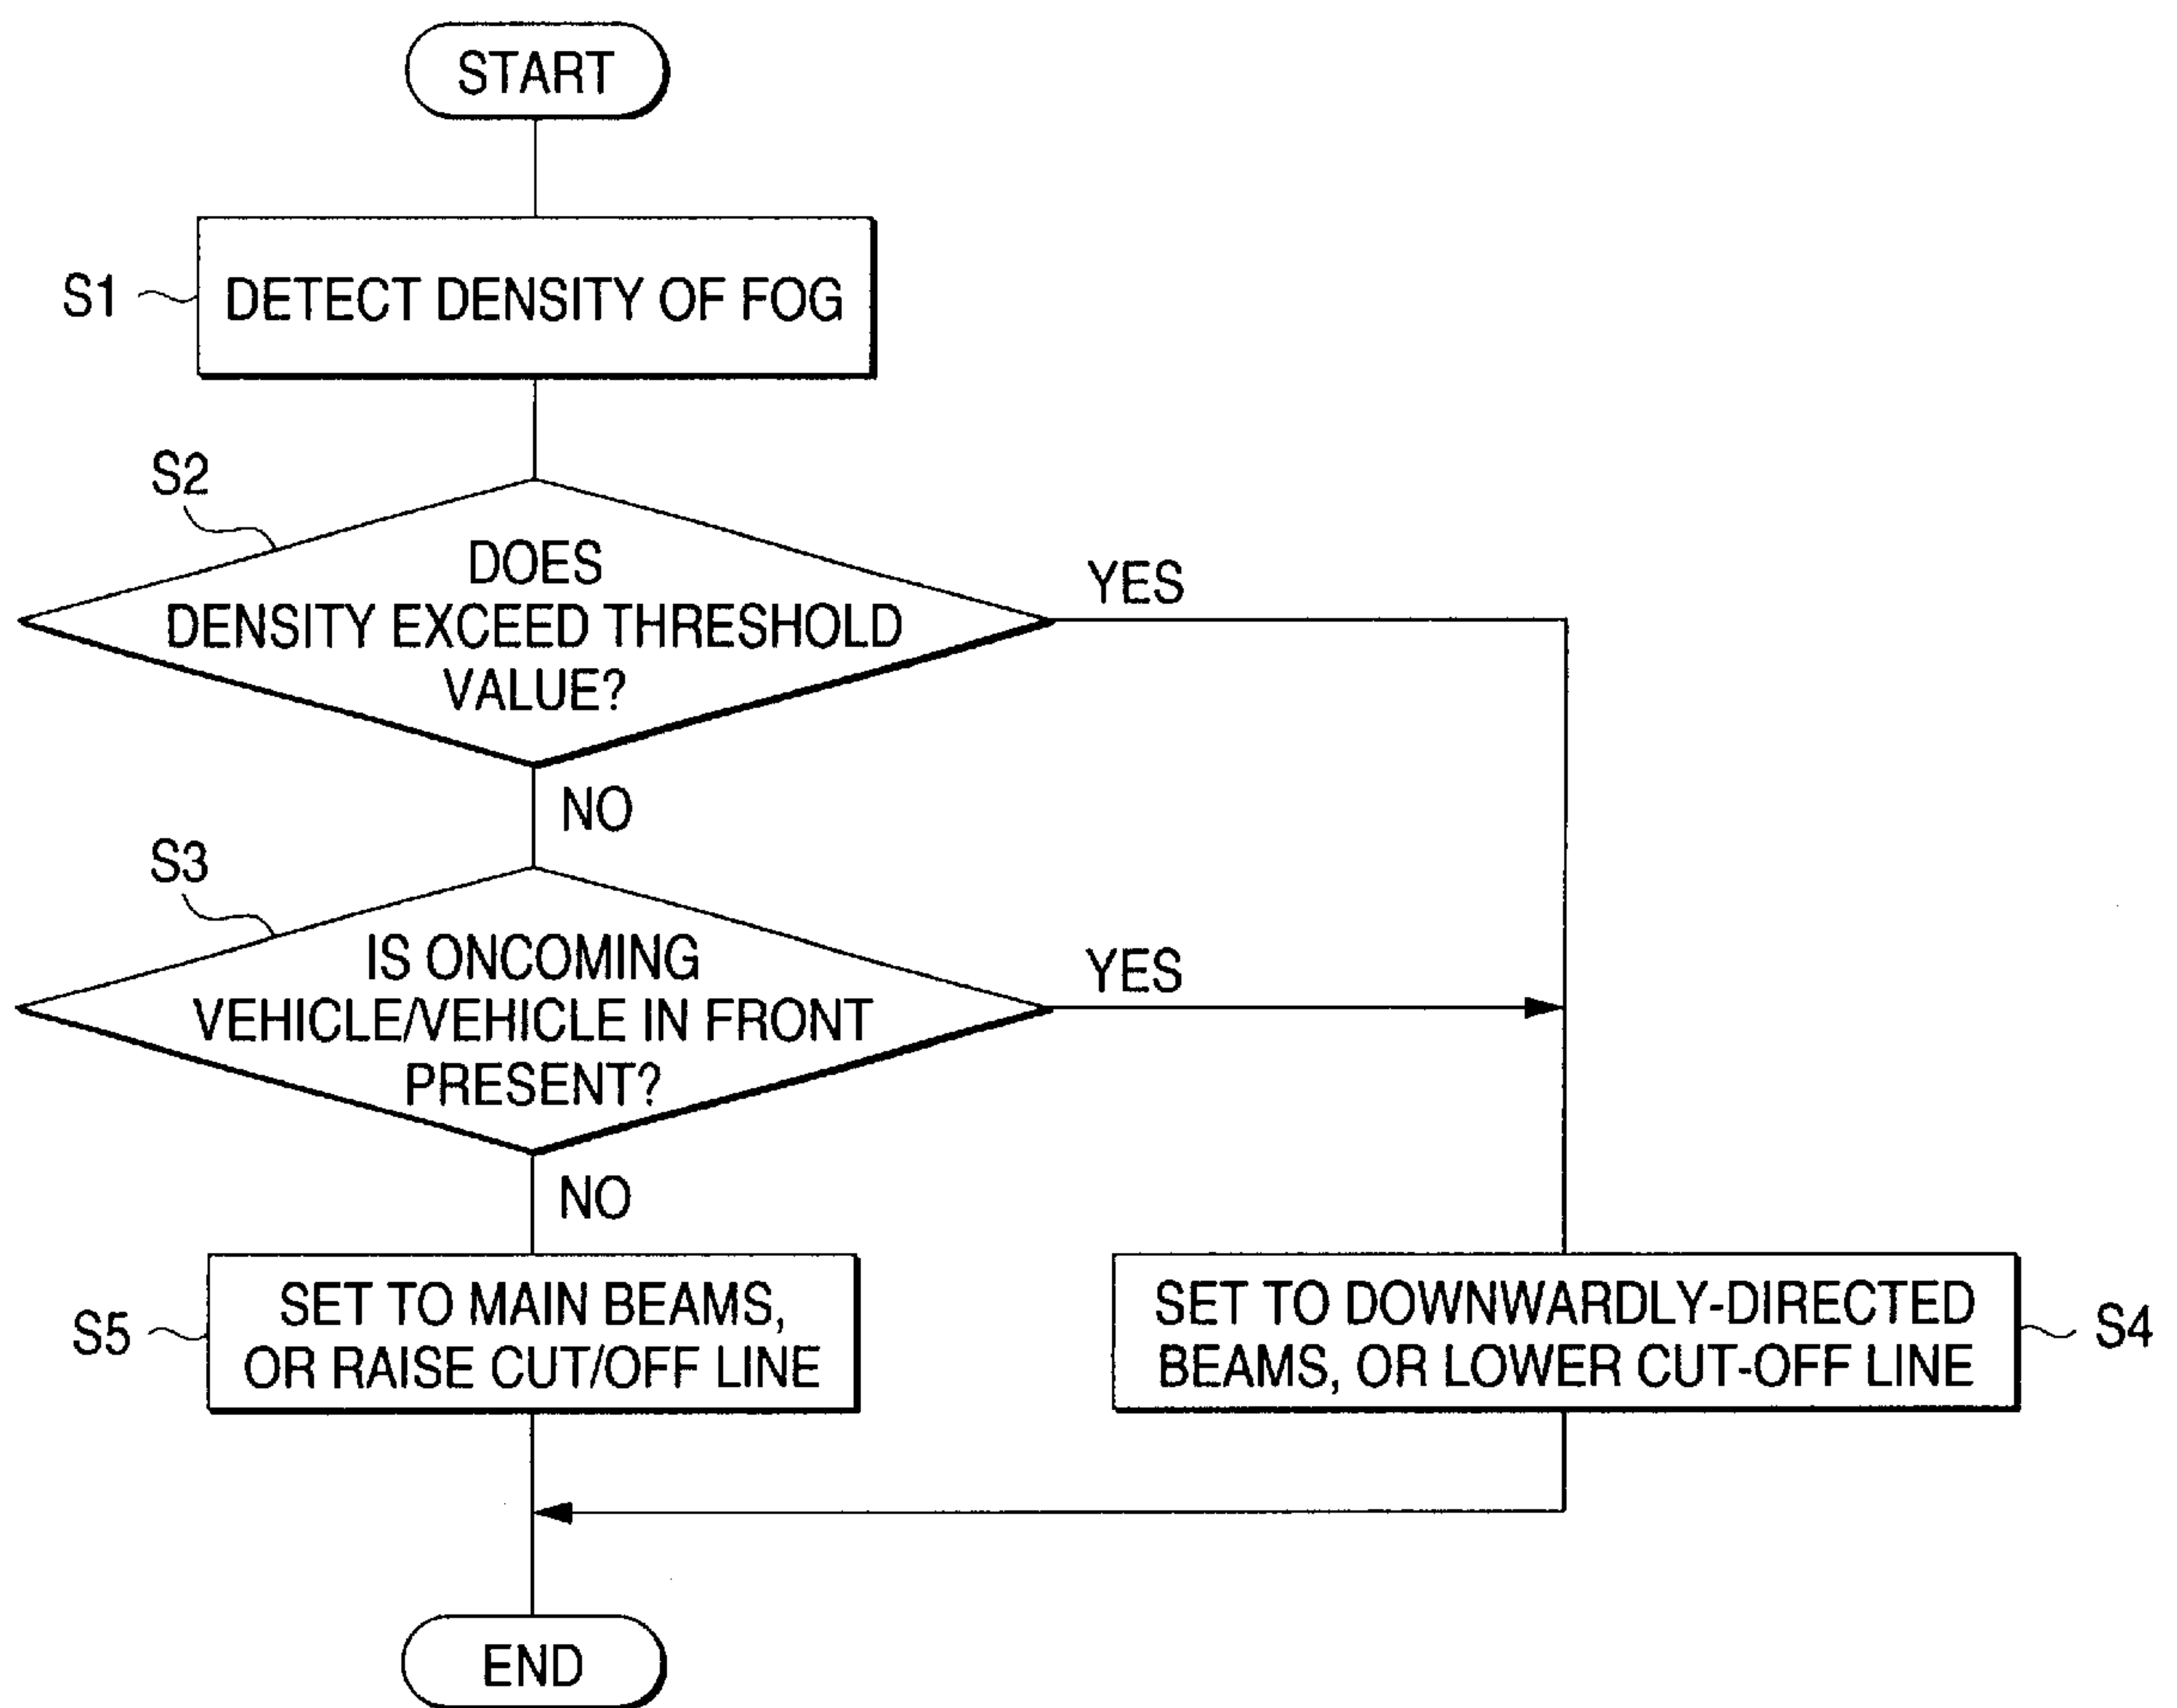 START
S1
DETECT DENSITY OF FOG
S2
DOES
DENSITY EXCEED THRESHOLD
VALUE?
YES
NO
S3
IS ONCOMING
VEHICLE/VEHICLE IN FRONT
PRESENT?
YES
NO
S5
SET TO MAIN BEAMS,
OR RAISE CUT/OFF LINE
SET TO DOWNWARDLY-DIRECTED
BEAMS, OR LOWER CUT-OFF LINE
S4
END